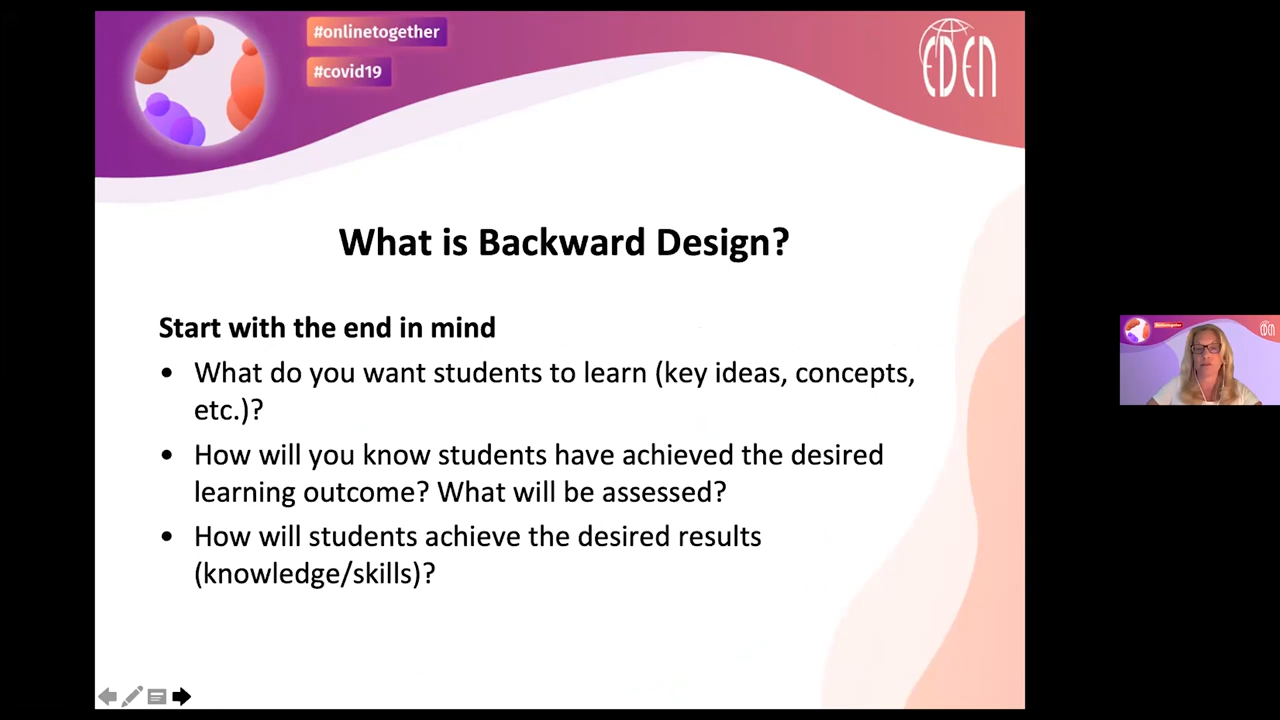 #onlinetogether
#covid19
EDEN
What is Backward Design?
Start with the end in mind
• What do you want students to learn (key ideas, concepts,
etc.)?
• How will you know students have achieved the desired
learning outcome? What will be assessed?
• How will students achieve the desired results
(knowledge/skills)?